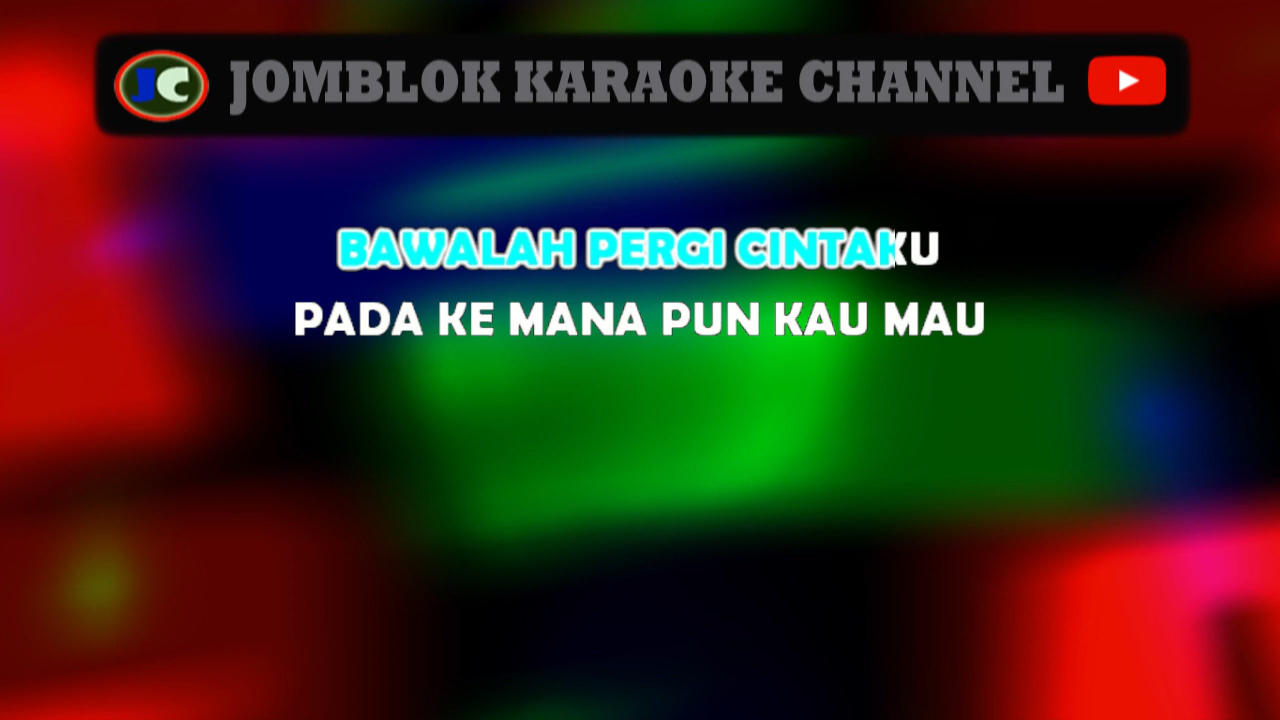 JC JOMBLOK KARAOKE CHANNEL
BAWALAH PERGI CINTAKU
PADA KE MANA PUN KAU MAU